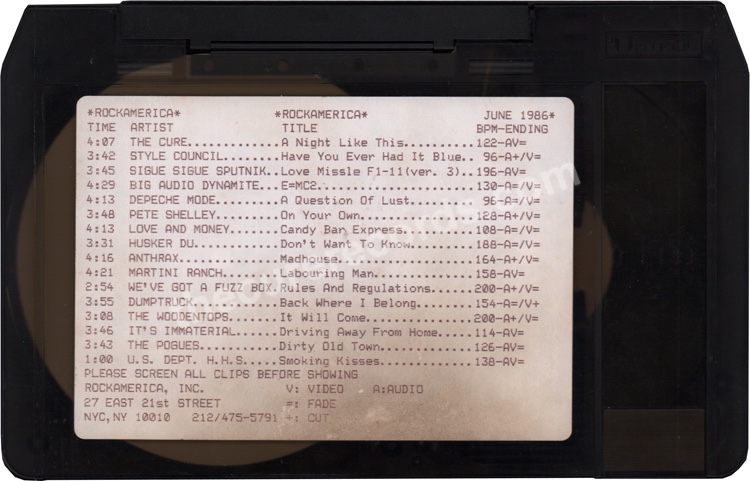 *ROCKAMERICA* *ROCKAMERICA* JUNE 1986*
TIME ARTIST TITLE BPM-ENDING
4:07 THE CURE.............A Night Like This..........122-AV=
3:42 STYLE COUNCIL........Have You Ever Had It Blue.. 96-A+/V=
3:45 SIGUE SIGUE SPUTNIK..Love Missle F1-11(ver. 3)..196-AV=
4:29 BIG AUDIO DYNAMITE...E=MC2......................130-A=/V=
4:13 DEPECHE MODE.........A Question Of Lust......... 96-A=/V=
3:48 PETE SHELLEY.........On Your Own................128-A+/V=
4:13 LOVE AND MONEY.......Candy Bar Express..........108-A=/V=
3:31 HUSKER DU............Don't Want To Know.........188-A=/V=
4:16 ANTHRAX..............Madhouse...................164-A+/V=
4:21 MARTINI RANCH........Labouring Man..............158-AV=
2:54 WE'VE GOT A FUZZ BOX.Rules And Regulations......200-A+/V=
3:55 DUMPTRUCK............Back Where I Belong........154-A=/V+
3:08 THE WOODENTOPS.......It Will Come...............200-A+/V=
3:46 IT'S IMMATERIAL......Driving Away From Home.....114-AV=
3:43 THE POGUES...........Dirty Old Town.............126-AV=
1:00 U.S. DEPT. H.H.S.....Smoking Kisses.............138-AV=
PLEASE SCREEN ALL CLIPS BEFORE SHOWING
ROCKAMERICA, INC. V: VIDEO A:AUDIO
27 EAST 21st STREET =: FADE
NYC,NY 10010 212/475-5791 +: CUT